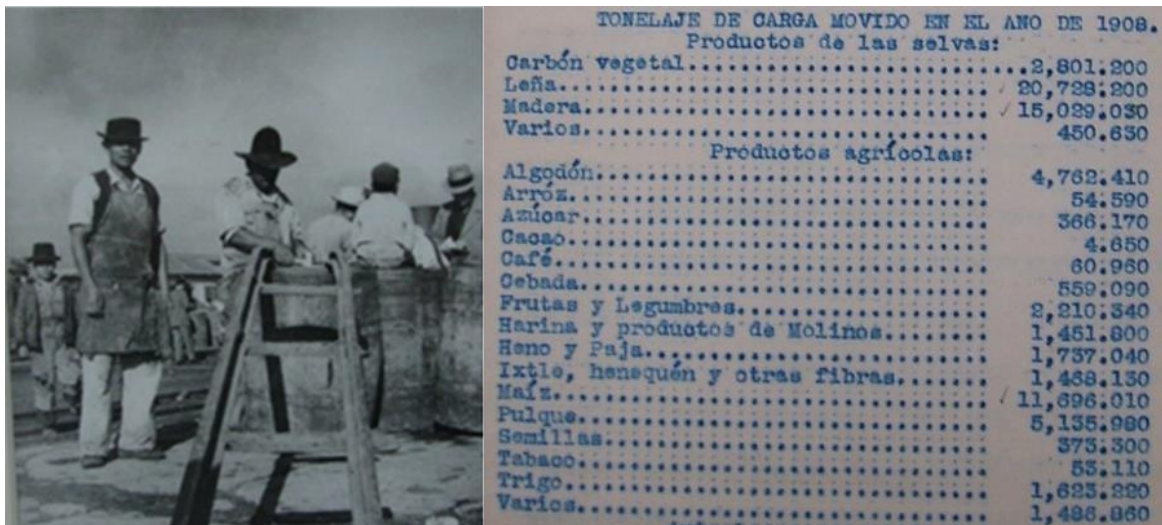 TONELAJE DE CARGA MOVIDO EN EL ANO DE 1908.
Productos de las selvas:
Carbón vegetal..............................2,801.200
Leña.............................. 20,728.200
Madera.............................. 15,029.030
Varios.............................. 450.630
Productos agrícolas:
Algodón.............................. 4,762.410
Arróz.............................. 54.590
Azúcar.............................. 366.170
Cacao.............................. 4.650
Café.............................. 60.960
Cebada.............................. 559.090
Frutas y Legumbres.................... 2,210.340
Harina y productos de Molinos......... 1,451.800
Heno y Paja.............................. 1,737.040
Ixtle, henequén y otras fibras....... 1,468.130
Maíz.............................. 11,696.010
Pulque.............................. 5,135.980
Semillas.............................. 373.300
Tabaco.............................. 53.110
Trigo.............................. 1,623.220
Varios.............................. 1,486.860